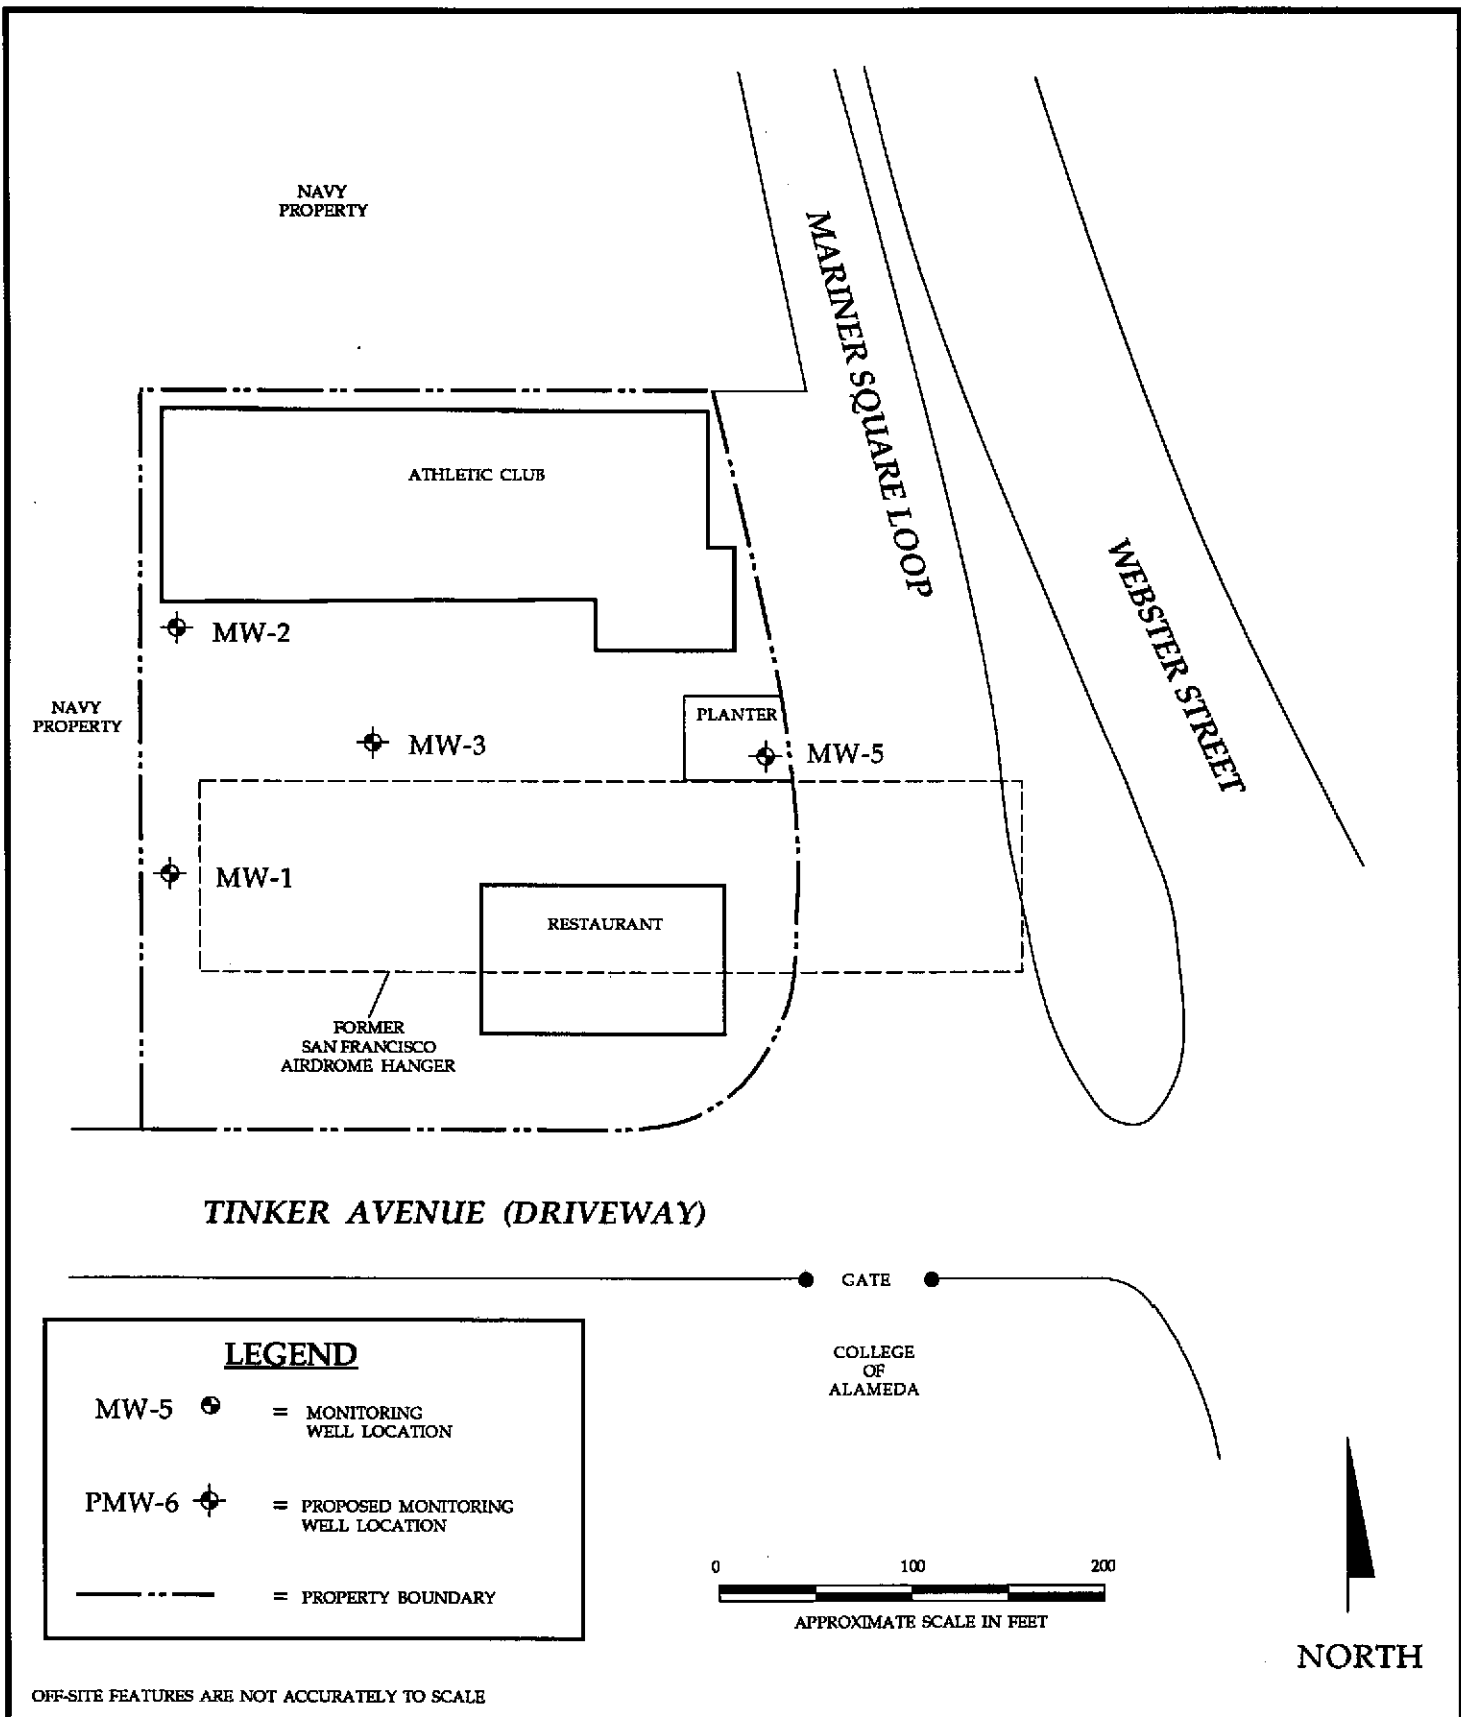 NAVY
PROPERTY
MARINER SQUARE LOOP
ATHLETIC CLUB
WEBSTER STREET
MW-2
NAVY
PROPERTY
PLANTER
MW-3
MW-5
MW-1
RESTAURANT
FORMER
SAN FRANCISCO
AIRDROME HANGER
TINKER AVENUE (DRIVEWAY)
GATE
COLLEGE
OF
ALAMEDA
LEGEND
MW-5 = MONITORING
WELL LOCATION
PMW-6 = PROPOSED MONITORING
WELL LOCATION
= PROPERTY BOUNDARY
0 100 200
APPROXIMATE SCALE IN FEET
NORTH
OFF-SITE FEATURES ARE NOT ACCURATELY TO SCALE